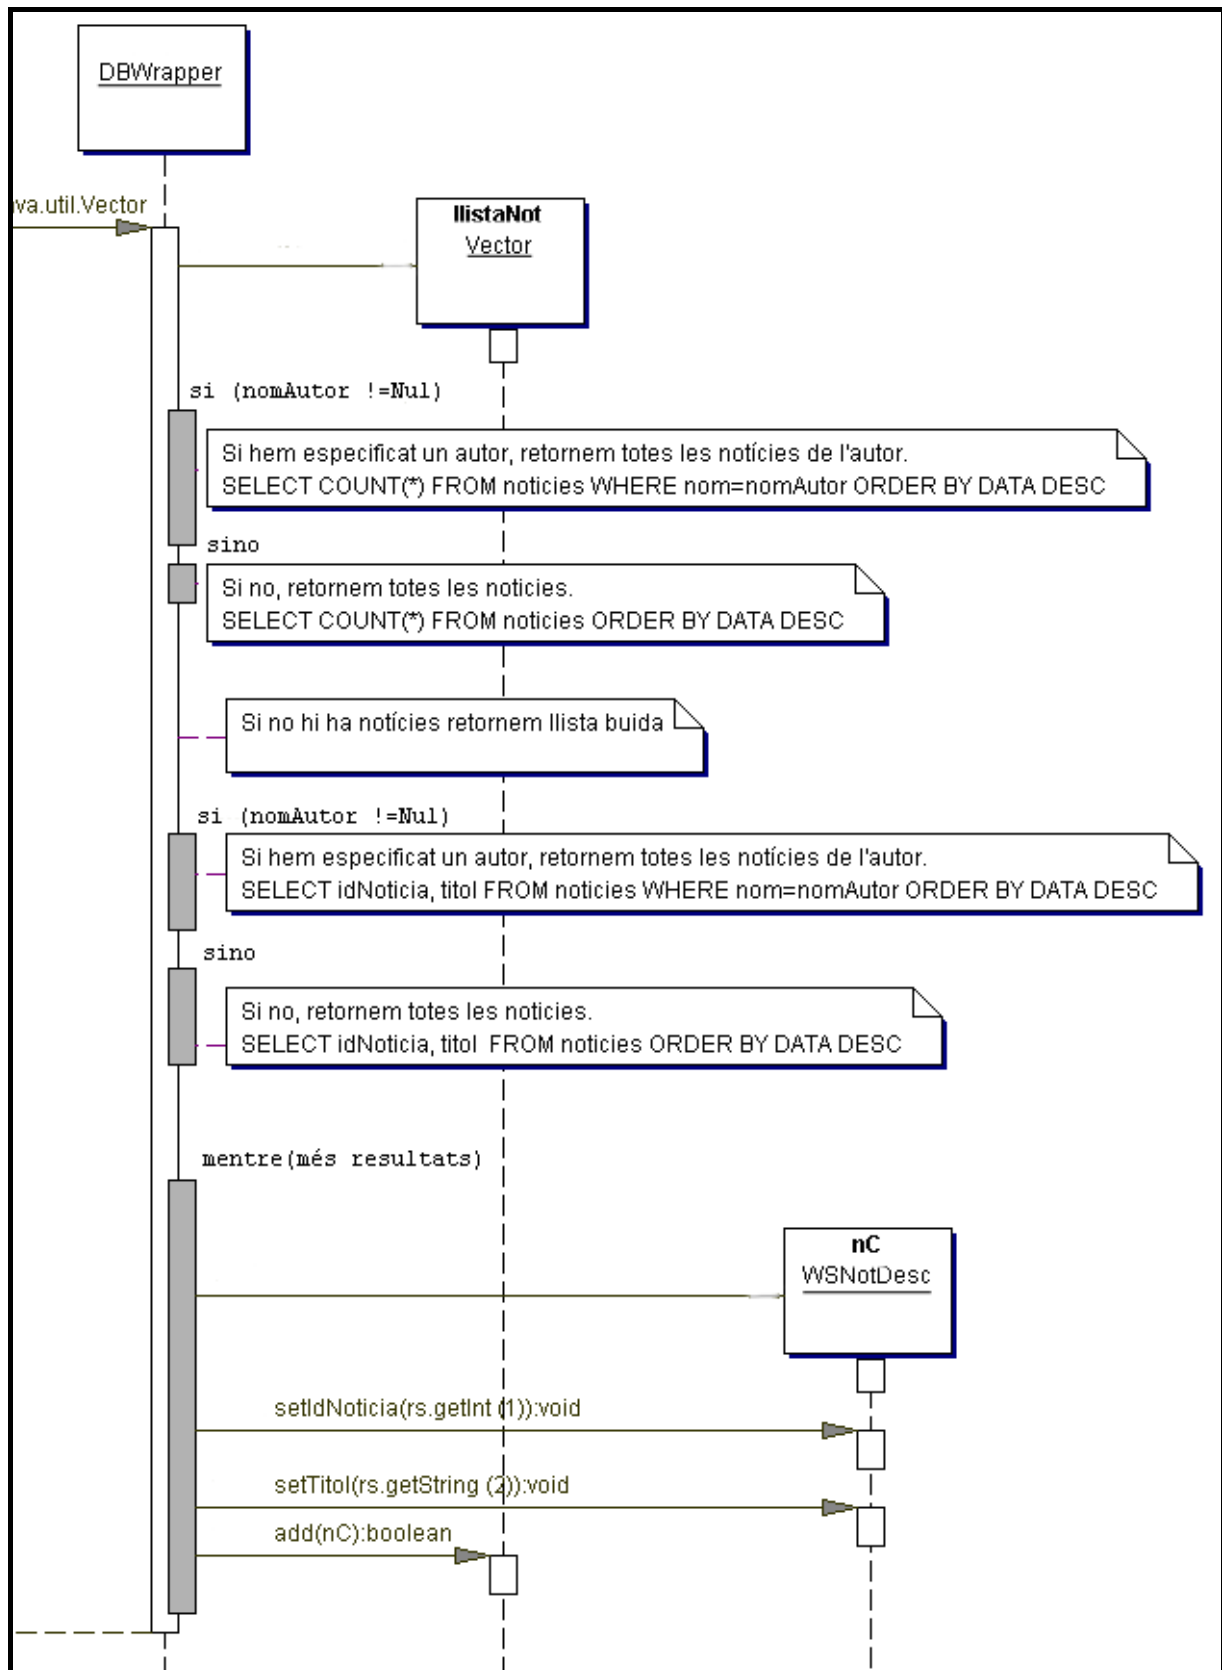 DBWrapper
va.util.Vector
llistaNot
Vector
si (nomAutor !=Nul)
Si hem especificat un autor, retornem totes les notícies de l'autor.
SELECT COUNT(*) FROM noticies WHERE nom=nomAutor ORDER BY DATA DESC
sino
Si no, retornem totes les noticies.
SELECT COUNT(*) FROM noticies ORDER BY DATA DESC
Si no hi ha notícies retornem llista buida
si (nomAutor !=Nul)
Si hem especificat un autor, retornem totes les notícies de l'autor.
SELECT idNoticia, titol FROM noticies WHERE nom=nomAutor ORDER BY DATA DESC
sino
Si no, retornem totes les noticies.
SELECT idNoticia, titol FROM noticies ORDER BY DATA DESC
mentre(més resultats)
nC
WSNotDesc
setIdNoticia(rs.getInt (1)):void
setTitol(rs.getString (2)):void
add(nC):boolean